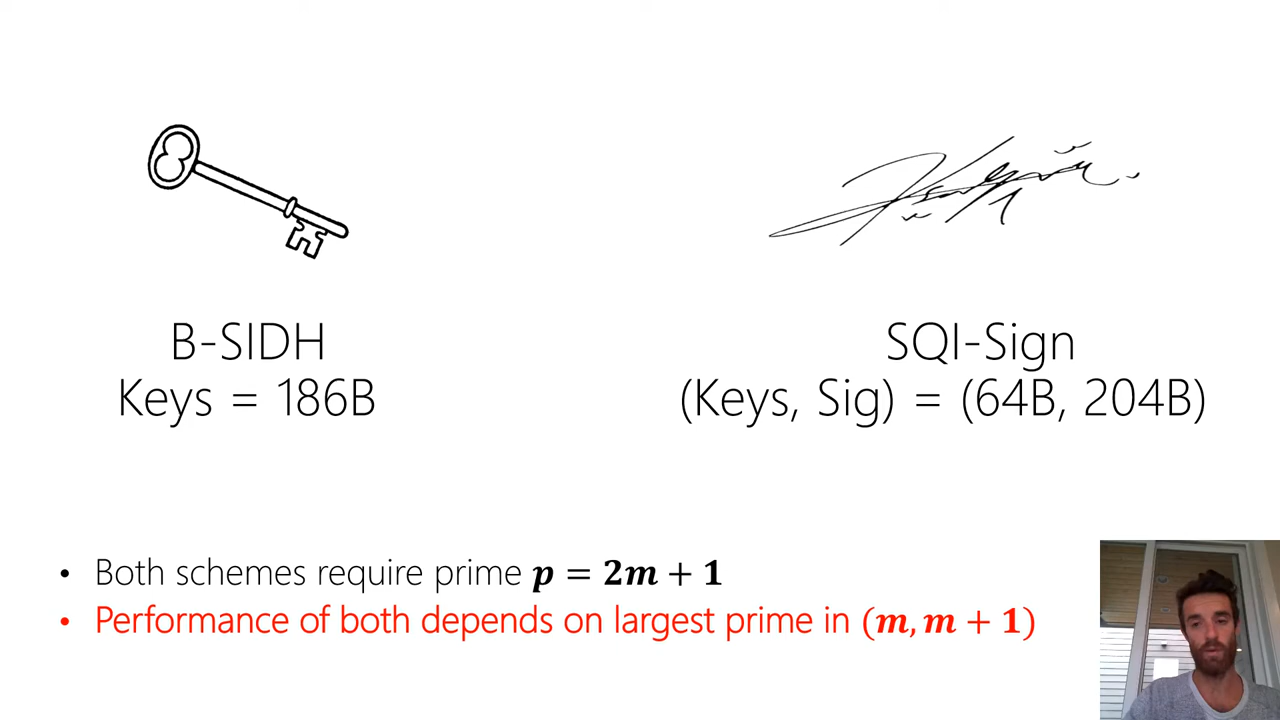 B-SIDH
Keys = 186B
SQI-Sign
(Keys, Sig) = (64B, 204B)
• Both schemes require prime p = 2m + 1
• Performance of both depends on largest prime in (m, m + 1)